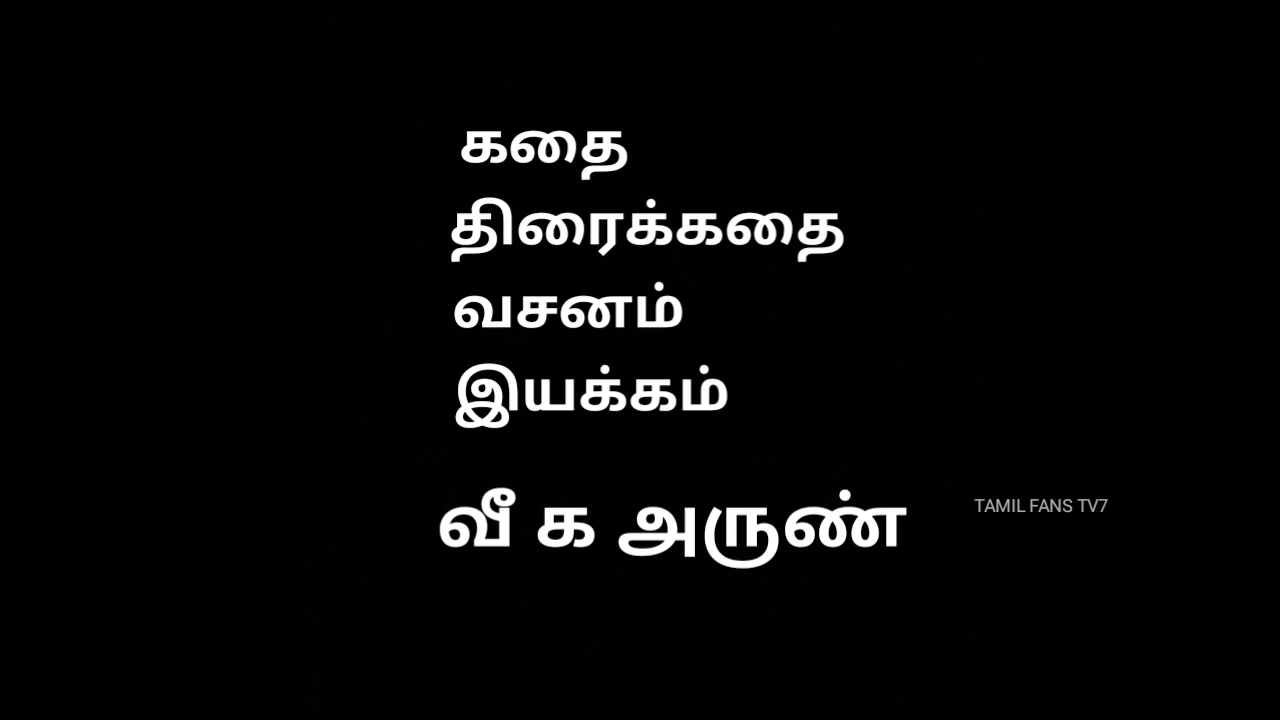 கதை
திரைக்கதை
வசனம்
இயக்கம்
வீ க அருண்
TAMIL FANS TV7